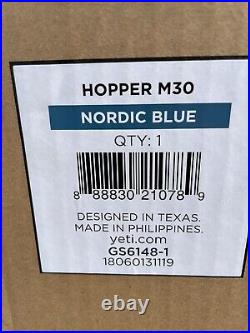 HOPPER M30
NORDIC BLUE
QTY: 1
8 88830 21078 9
DESIGNED IN TEXAS.
MADE IN PHILIPPINES.
yeti.com
GS6148-1
18060131119